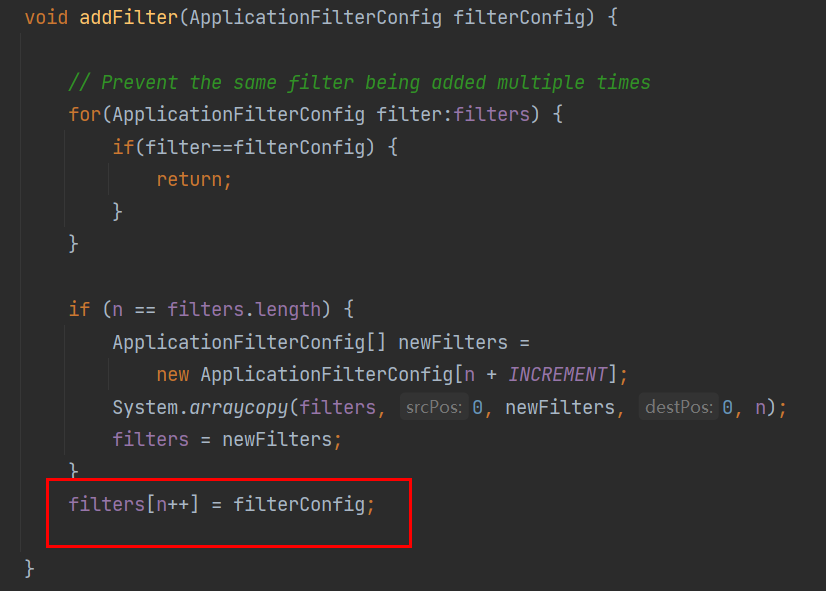 void addFilter(ApplicationFilterConfig filterConfig) {
// Prevent the same filter being added multiple times
for(ApplicationFilterConfig filter:filters) {
if(filter==filterConfig) {
return;
}
}
if (n == filters.length) {
ApplicationFilterConfig[] newFilters =
new ApplicationFilterConfig[n + INCREMENT];
System.arraycopy(filters, srcPos: 0, newFilters, destPos: 0, n);
filters = newFilters;
}
filters[n++] = filterConfig;
}